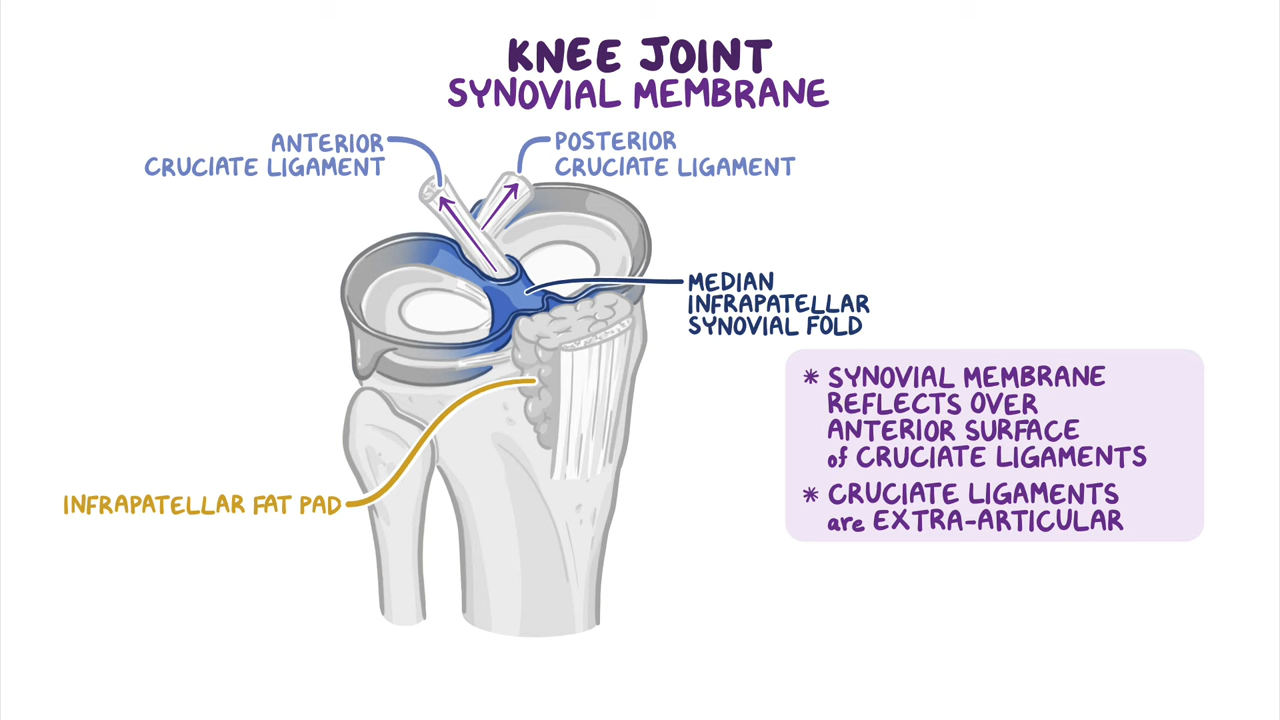 KNEE JOINT
SYNOVIAL MEMBRANE
ANTERIOR
CRUCIATE LIGAMENT
POSTERIOR
CRUCIATE LIGAMENT
MEDIAN
INFRAPATELLAR
SYNOVIAL FOLD
* SYNOVIAL MEMBRANE
REFLECTS OVER
ANTERIOR SURFACE
of CRUCIATE LIGAMENTS
* CRUCIATE LIGAMENTS
are EXTRA-ARTICULAR
INFRAPATELLAR FAT PAD